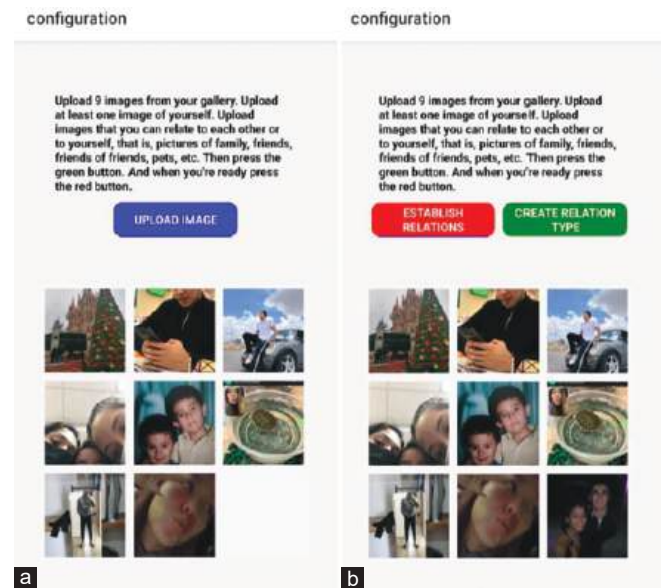 configuration
Upload 9 images from your gallery. Upload
at least one image of yourself. Upload
images that you can relate to each other or
to yourself, that is, pictures of family, friends,
friends of friends, pets, etc. Then press the
green button. And when you're ready press
the red button.
UPLOAD IMAGE
a
configuration
Upload 9 images from your gallery. Upload
at least one image of yourself. Upload
images that you can relate to each other or
to yourself, that is, pictures of family, friends,
friends of friends, pets, etc. Then press the
green button. And when you're ready press
the red button.
ESTABLISH
RELATIONS
CREATE RELATION
TYPE
b